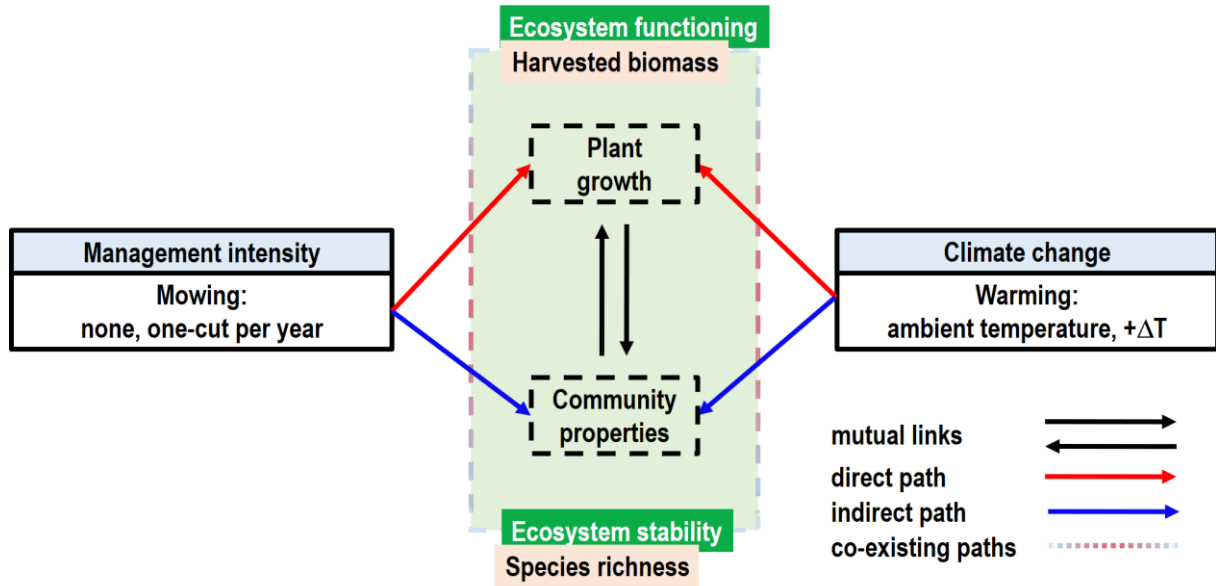 Ecosystem functioning
Harvested biomass
Plant
growth
Management intensity
Mowing:
none, one-cut per year
Climate change
Warming:
ambient temperature, +ΔT
Community
properties
Ecosystem stability
Species richness
mutual links
direct path
indirect path
co-existing paths